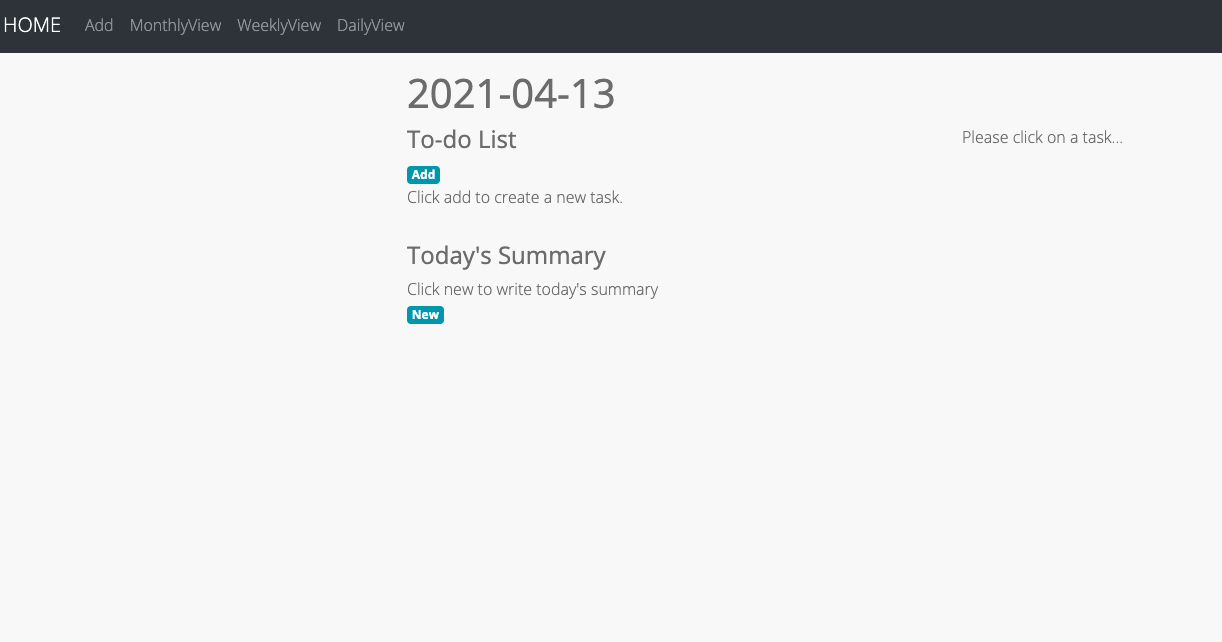 HOME Add MonthlyView WeeklyView DailyView
2021-04-13
To-do List
Add
Click add to create a new task.
Today's Summary
Click new to write today's summary
New
Please click on a task...